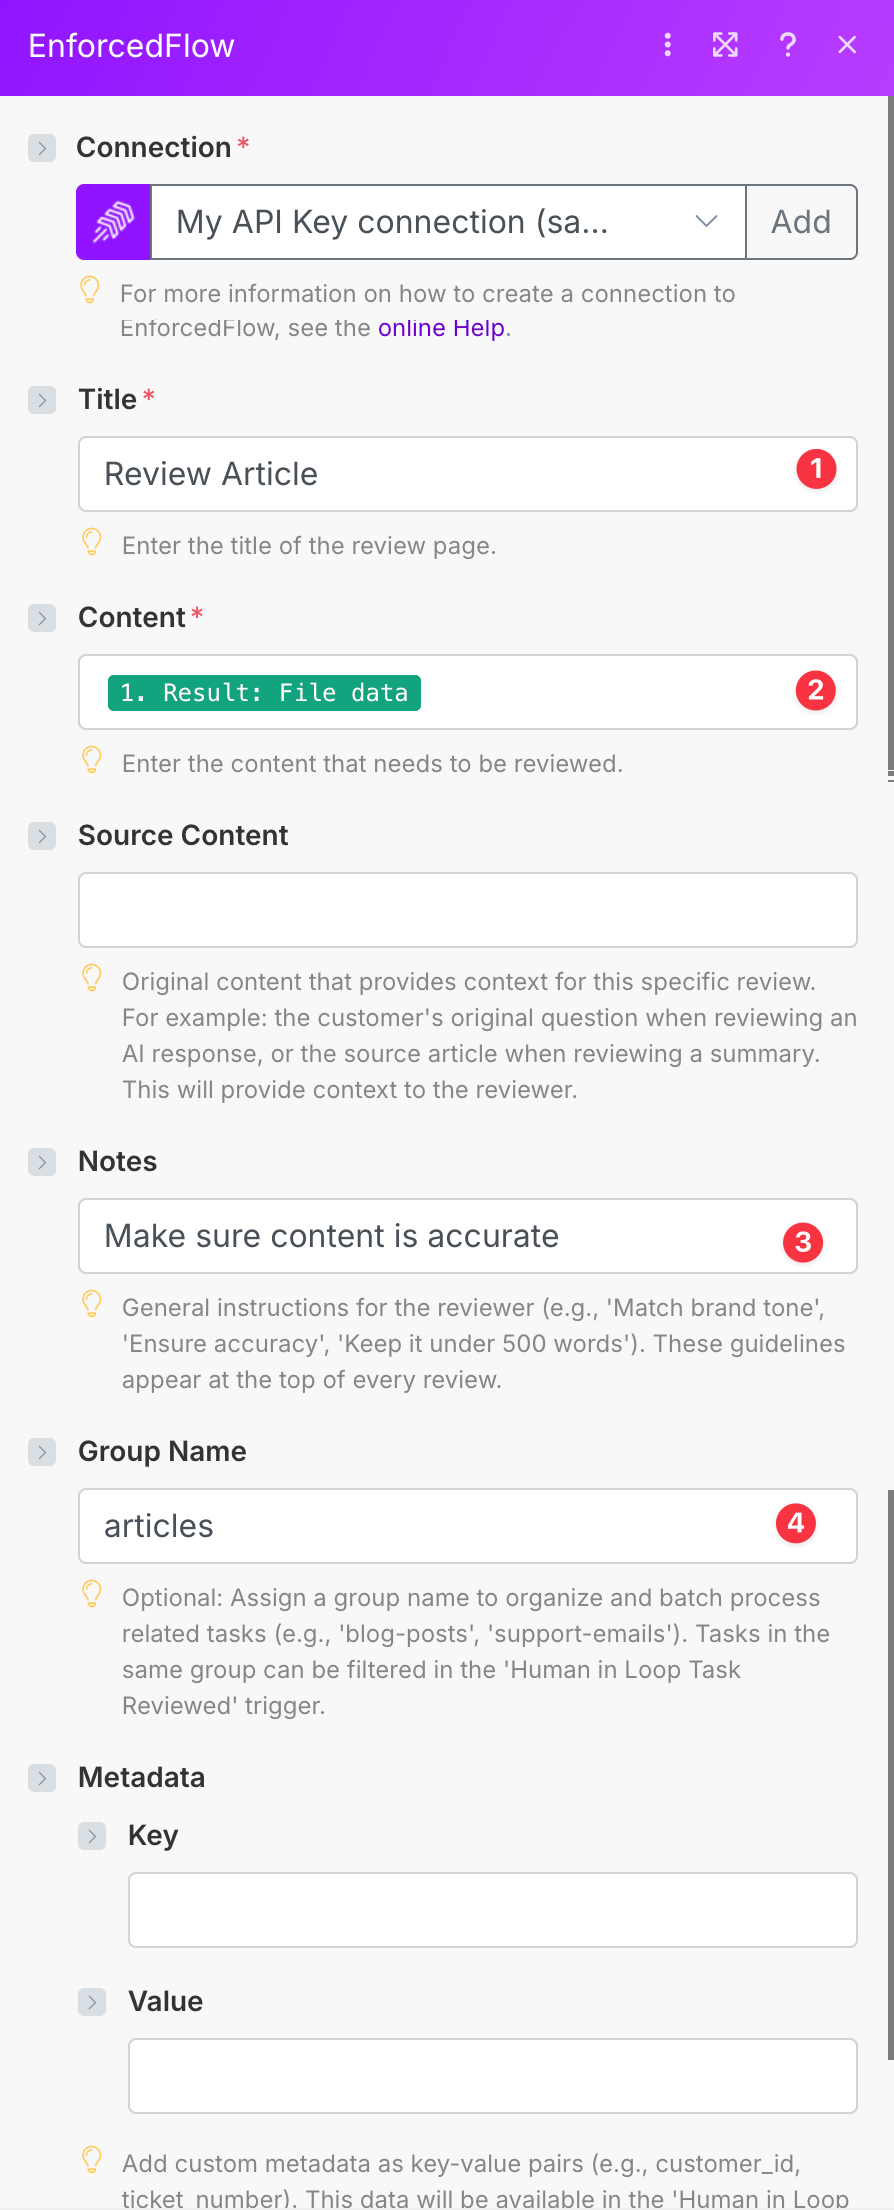 EnforcedFlow
?
Connection *
My API Key connection (sa...
Add
For more information on how to create a connection to
EnforcedFlow, see the online Help.
Title *
Review Article
1
Enter the title of the review page.
Content *
1. Result: File data
2
Enter the content that needs to be reviewed.
Source Content
Original content that provides context for this specific review.
For example: the customer's original question when reviewing an
AI response, or the source article when reviewing a summary.
This will provide context to the reviewer.
Notes
Make sure content is accurate
3
General instructions for the reviewer (e.g., 'Match brand tone',
'Ensure accuracy', 'Keep it under 500 words'). These guidelines
appear at the top of every review.
Group Name
articles
4
Optional: Assign a group name to organize and batch process
related tasks (e.g., 'blog-posts', 'support-emails'). Tasks in the
same group can be filtered in the 'Human in Loop Task
Reviewed' trigger.
Metadata
Key
Value
Add custom metadata as key-value pairs (e.g., customer_id,
ticket_number). This data will be available in the 'Human in Loop